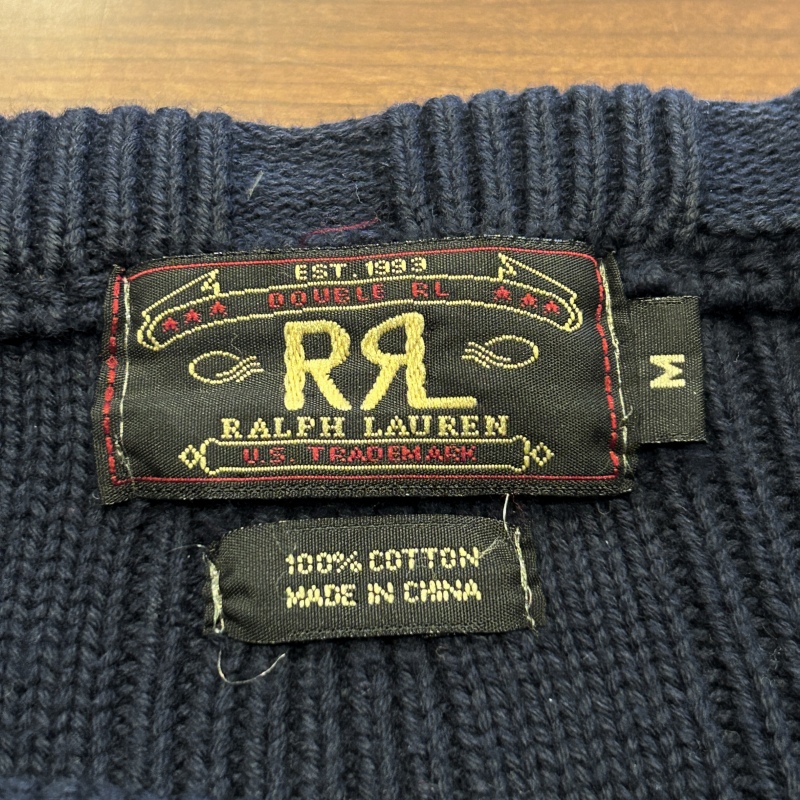 EST. 1993
DOUBLE RL
RRL
RALPH LAUREN
U.S. TRADEMARK
M
100% COTTON
MADE IN CHINA